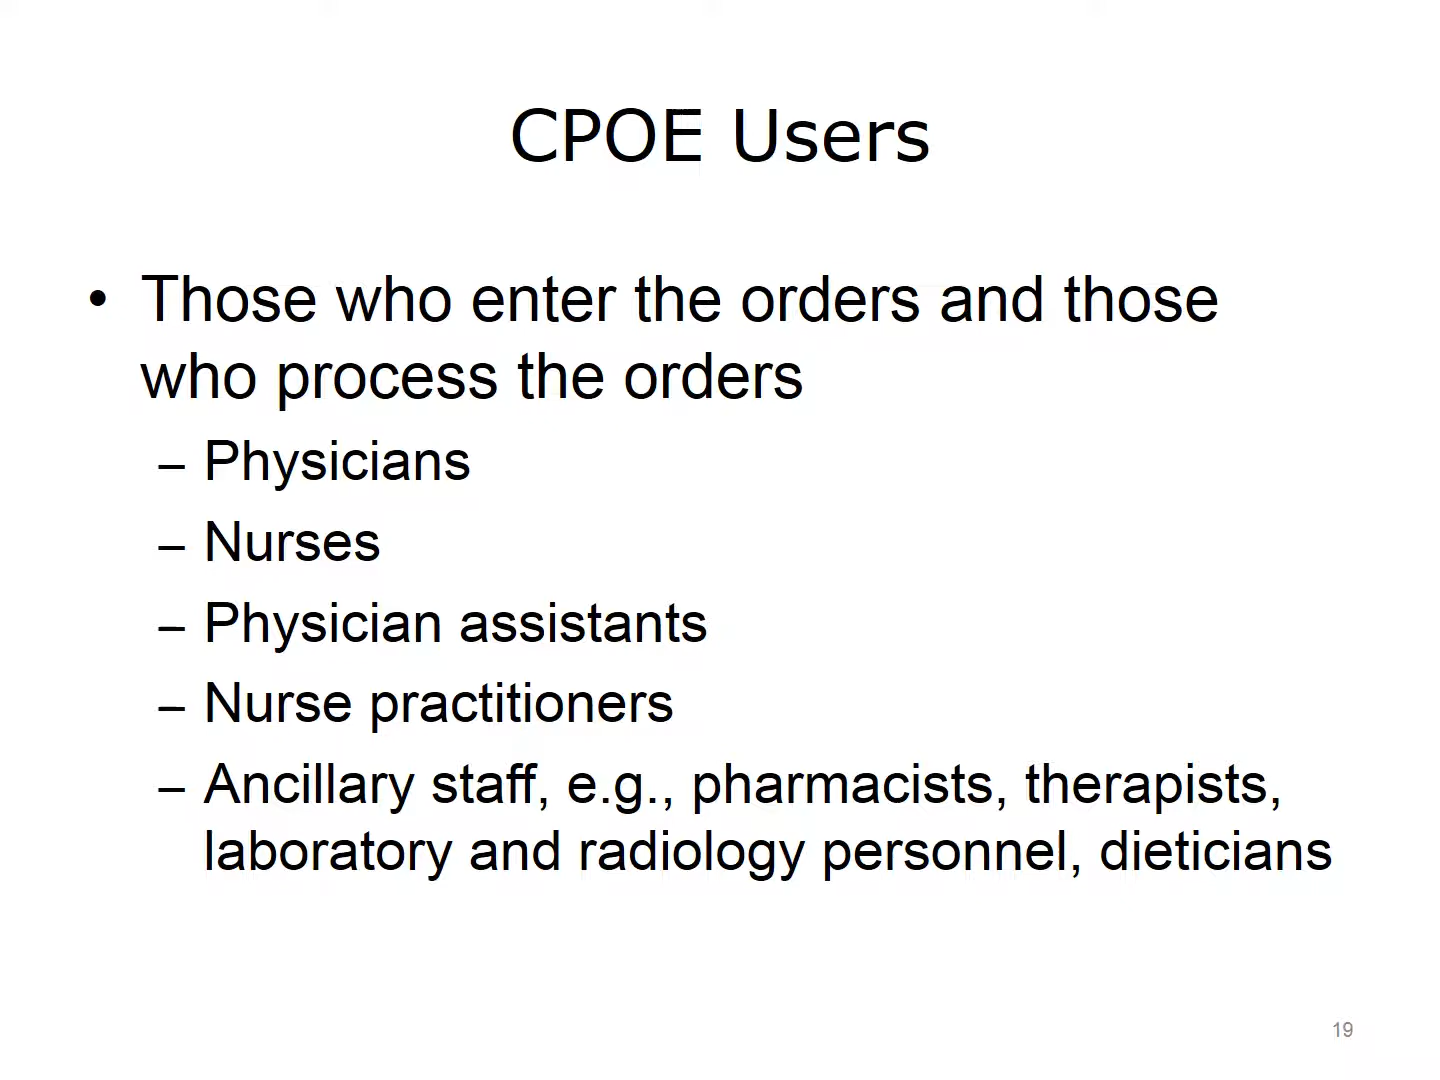 CPOE Users
• Those who enter the orders and those
who process the orders
– Physicians
– Nurses
– Physician assistants
– Nurse practitioners
– Ancillary staff, e.g., pharmacists, therapists,
laboratory and radiology personnel, dieticians
19